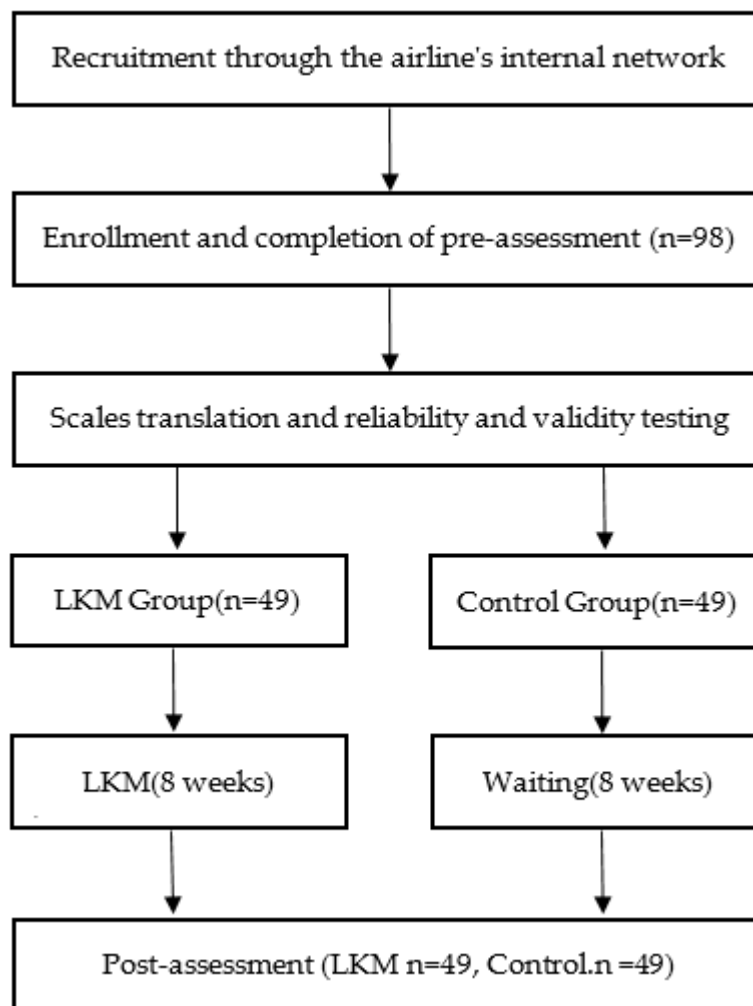 Recruitment through the airline's internal network
Enrollment and completion of pre-assessment (n=98)
Scales translation and reliability and validity testing
LKM Group(n=49)
Control Group(n=49)
LKM(8 weeks)
Waiting(8 weeks)
Post-assessment (LKM n=49, Control.n =49)